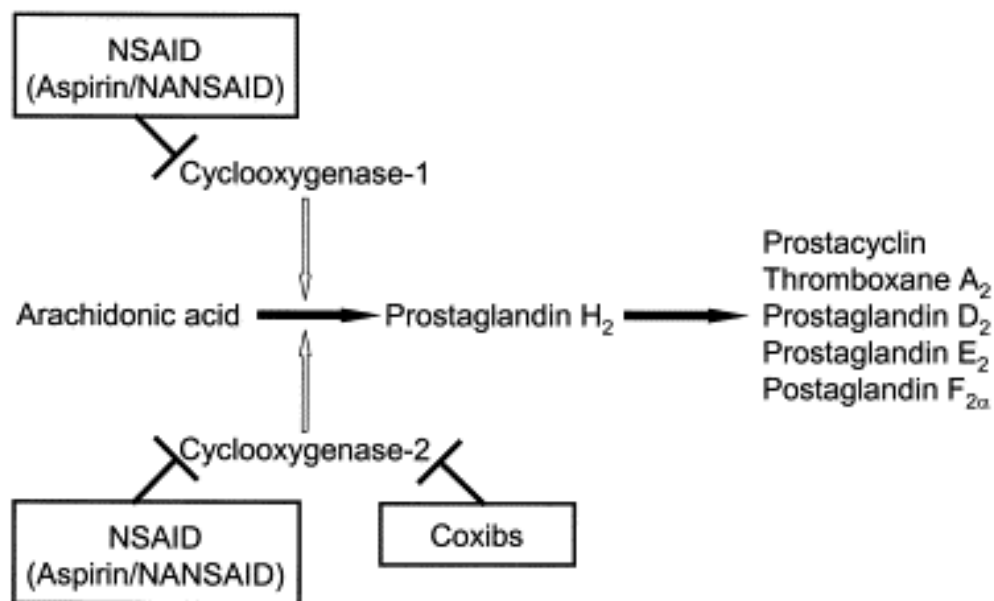 NSAID
(Aspirin/NANSAID)
Cyclooxygenase-1
Arachidonic acid
Prostaglandin H₂
Prostacyclin
Thromboxane A₂
Prostaglandin D₂
Prostaglandin E₂
Postaglandin F₂α
Cyclooxygenase-2
NSAID
(Aspirin/NANSAID)
Coxibs